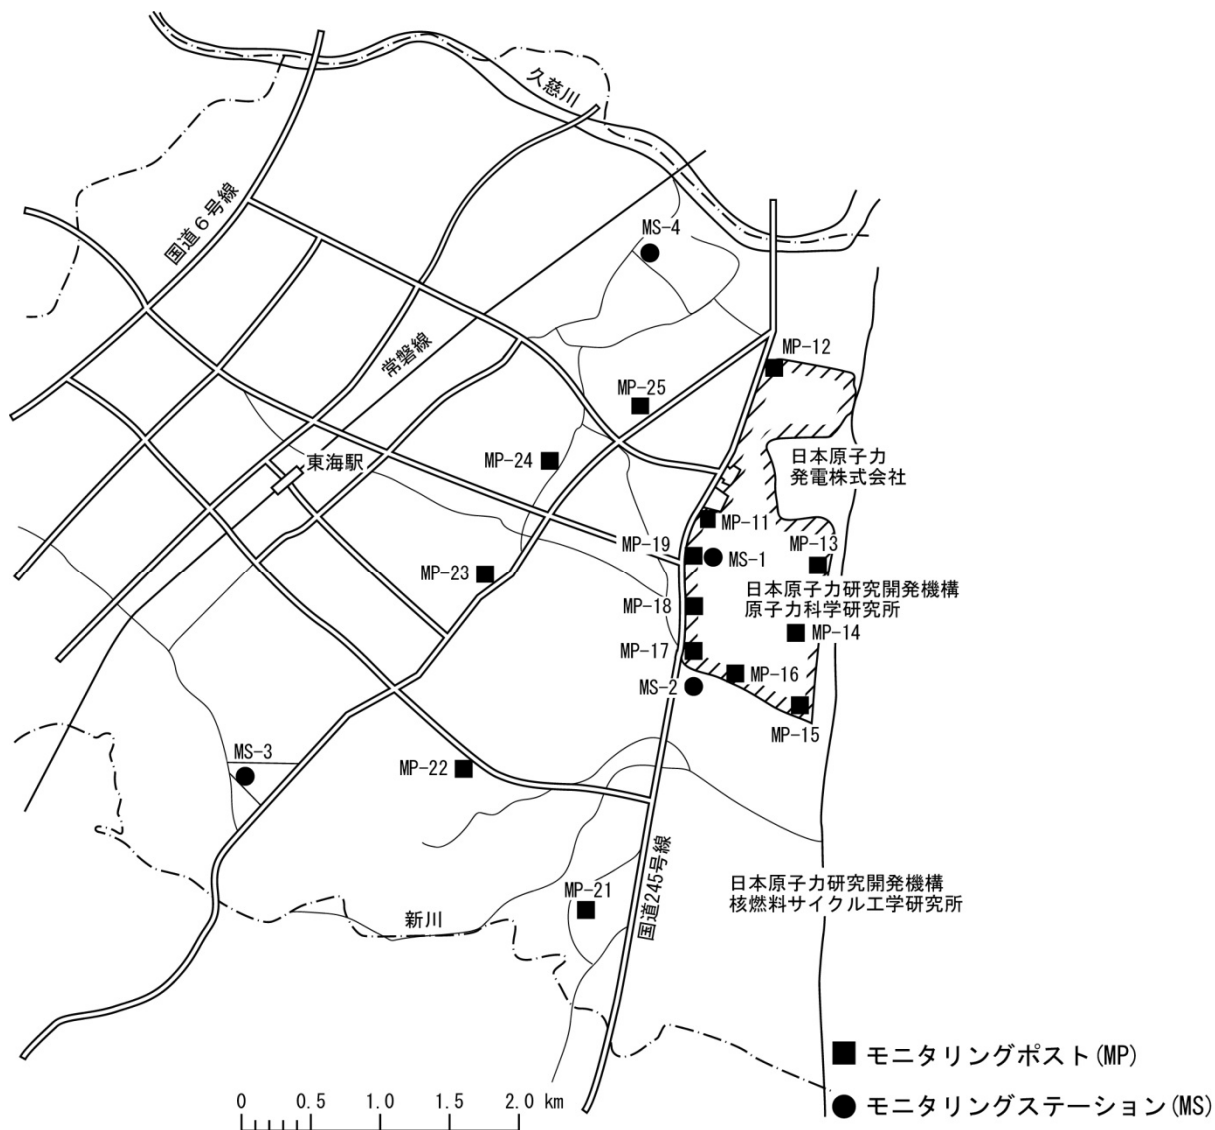 久慈川
国道6号線
MS-4
常磐線
MP-12
MP-25
東海駅
MP-24
日本原子力
発電株式会社
MP-11
MP-19
MS-1
MP-13
MP-23
日本原子力研究開発機構
原子力科学研究所
MP-18
MP-14
MP-17
MP-16
MS-2
MP-15
MS-3
MP-22
国道245号線
日本原子力研究開発機構
核燃料サイクル工学研究所
MP-21
新川
モニタリングポスト(MP)
モニタリングステーション(MS)
0 0.5 1.0 1.5 2.0 km